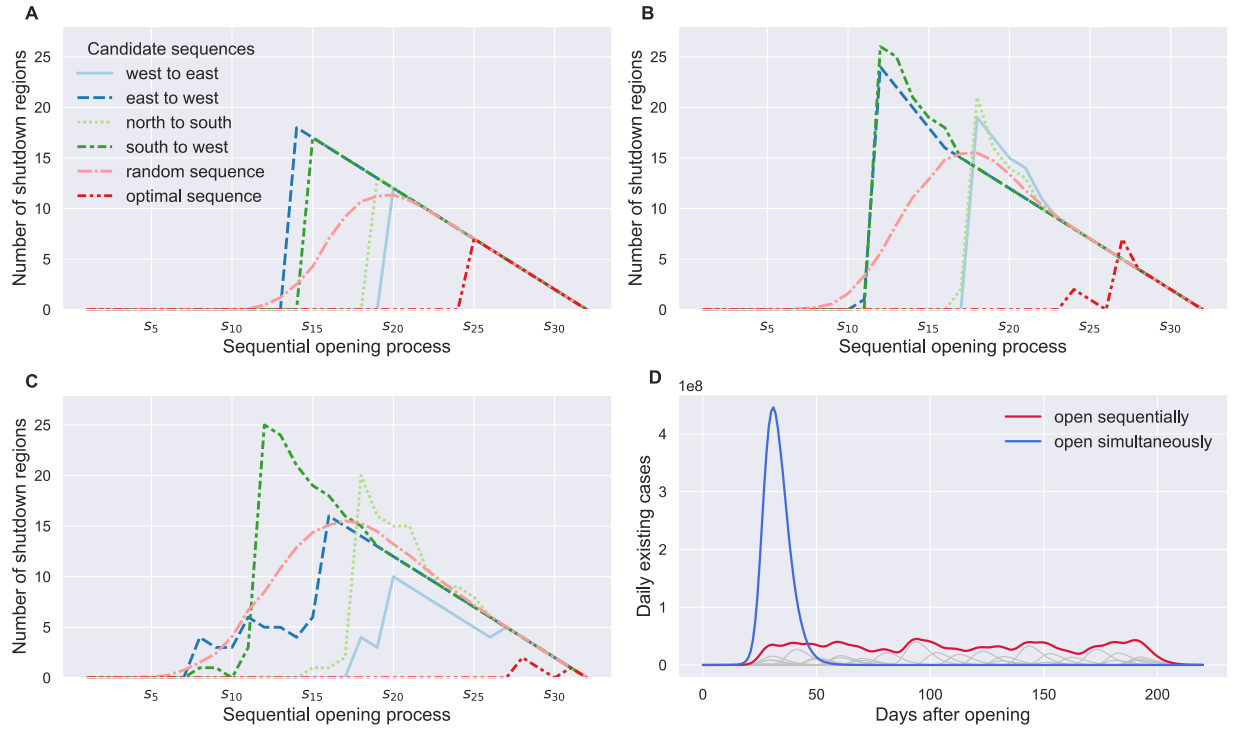 A
Number of shutdown regions
25
20
15
10
5
0
Candidate sequences
west to east
east to west
north to south
south to west
random sequence
optimal sequence
s5 s10 s15 s20 s25 s30
Sequential opening process
B
Number of shutdown regions
25
20
15
10
5
0
s5 s10 s15 s20 s25 s30
Sequential opening process
C
Number of shutdown regions
25
20
15
10
5
0
s5 s10 s15 s20 s25 s30
Sequential opening process
D
1e8
Daily existing cases
4
3
2
1
0
open sequentially
open simultaneously
0 50 100 150 200
Days after opening